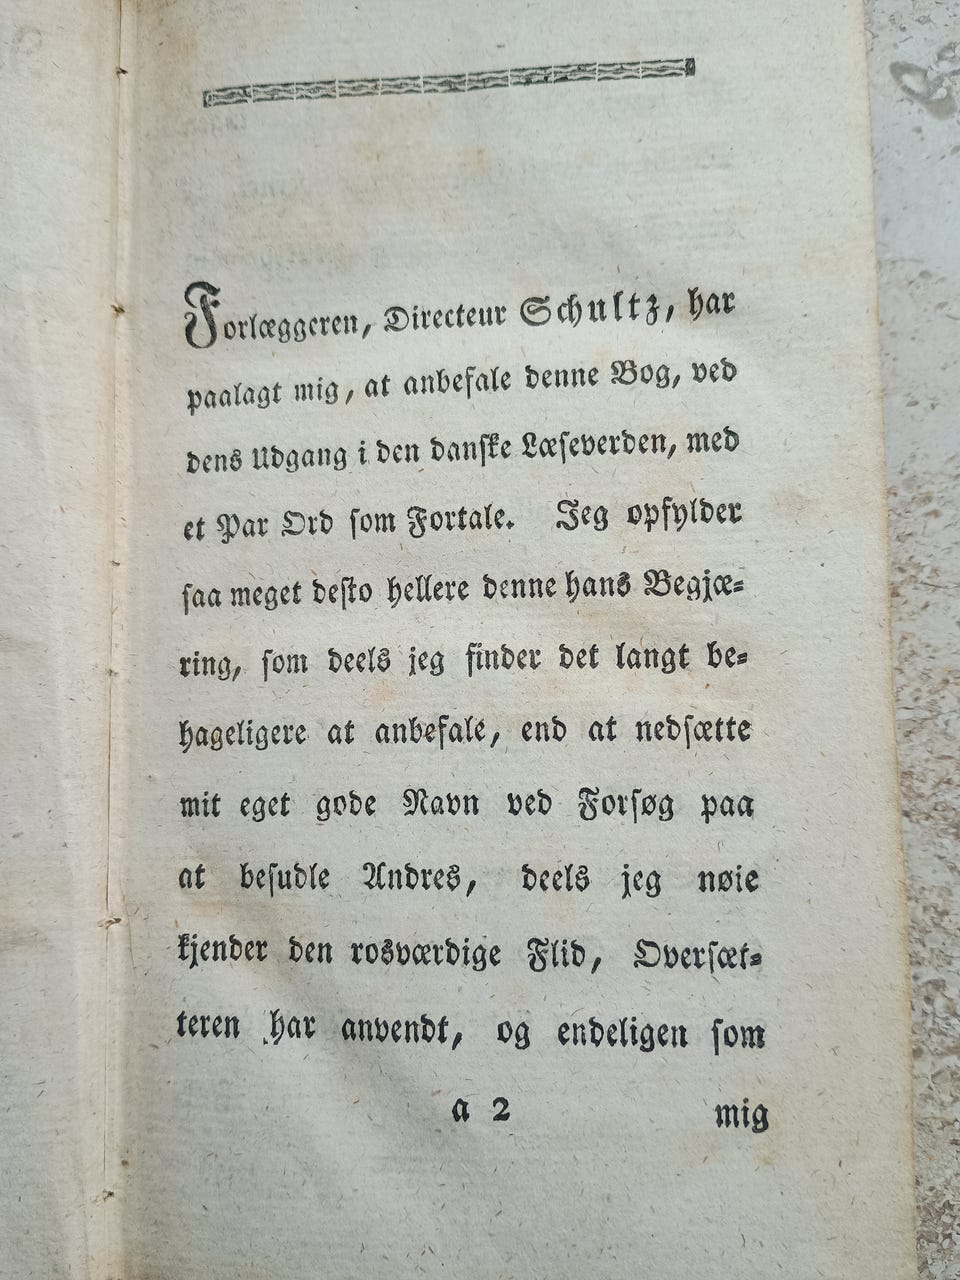 Forlæggeren, Directeur Schultz, har
paalagt mig, at anbefale denne Bog, ved
dens Udgang i den danske Læseverden, med
et Par Ord som Fortale. Jeg opfylder
saa meget desto hellere denne hans Begjæ-
ring, som deels jeg finder det langt be-
hageligere at anbefale, end at nedsætte
mit eget gode Navn ved Forsøg paa
at besudle Andres, deels jeg nøie
kjender den rosværdige Flid, Oversæt-
teren har anvendt, og endeligen som
a 2 mig